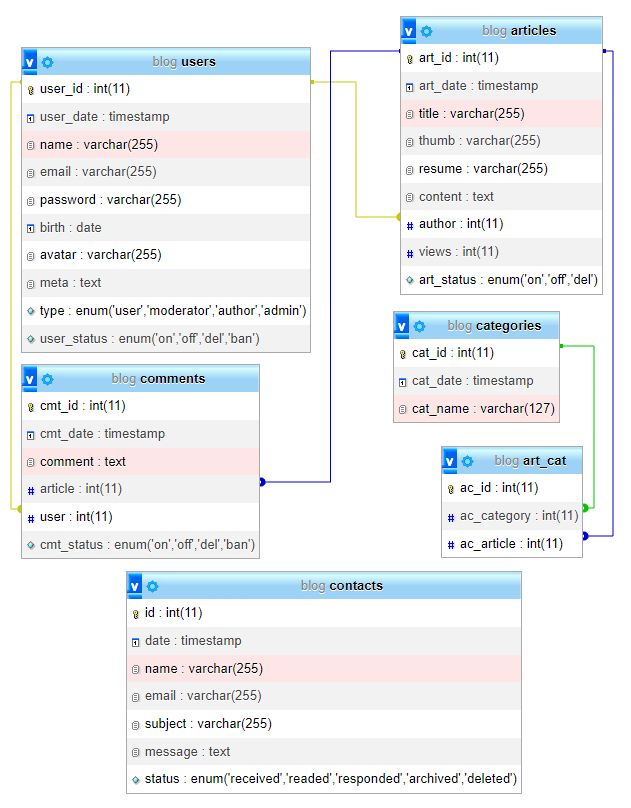 v blog users
user_id : int(11)
user_date : timestamp
name : varchar(255)
email : varchar(255)
password : varchar(255)
birth : date
avatar : varchar(255)
meta : text
type : enum('user','moderator','author','admin')
user_status : enum('on','off','del','ban')
v blog articles
art_id : int(11)
art_date : timestamp
title : varchar(255)
thumb : varchar(255)
resume : varchar(255)
content : text
# author : int(11)
# views : int(11)
art_status : enum('on','off','del')
v blog categories
cat_id : int(11)
cat_date : timestamp
cat_name : varchar(127)
v blog comments
cmt_id : int(11)
cmt_date : timestamp
comment : text
# article : int(11)
# user : int(11)
cmt_status : enum('on','off','del','ban')
v blog art_cat
ac_id : int(11)
# ac_category : int(11)
# ac_article : int(11)
v blog contacts
id : int(11)
date : timestamp
name : varchar(255)
email : varchar(255)
subject : varchar(255)
message : text
status : enum('received','readed','responded','archived','deleted')